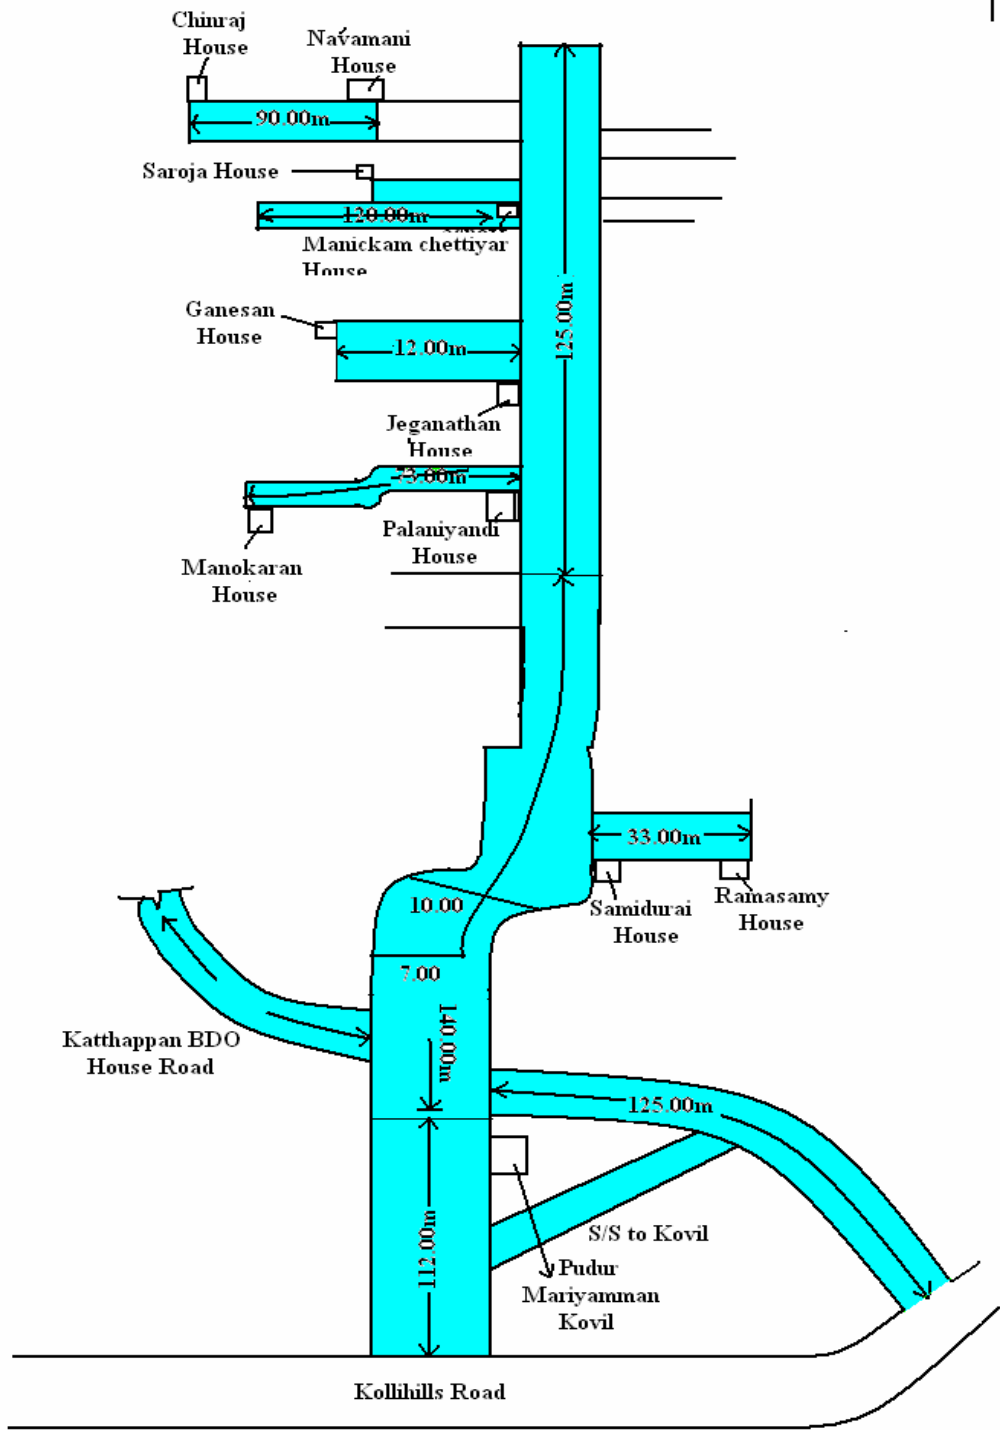 Chinraj
House
Navamani
House
90.00m
Saroja House
120.00m
Manickam chettiyar
House
125.00m
Ganesan
House
12.00m
Jeganathan
House
73.00m
Palaniyandi
House
Manokaran
House
33.00m
Samidurai
House
Ramasamy
House
10.00
7.00
140.00m
Katthappan BDO
House Road
125.00m
112.00m
S/S to Kovil
Pudur
Mariyamman
Kovil
Kollihills Road